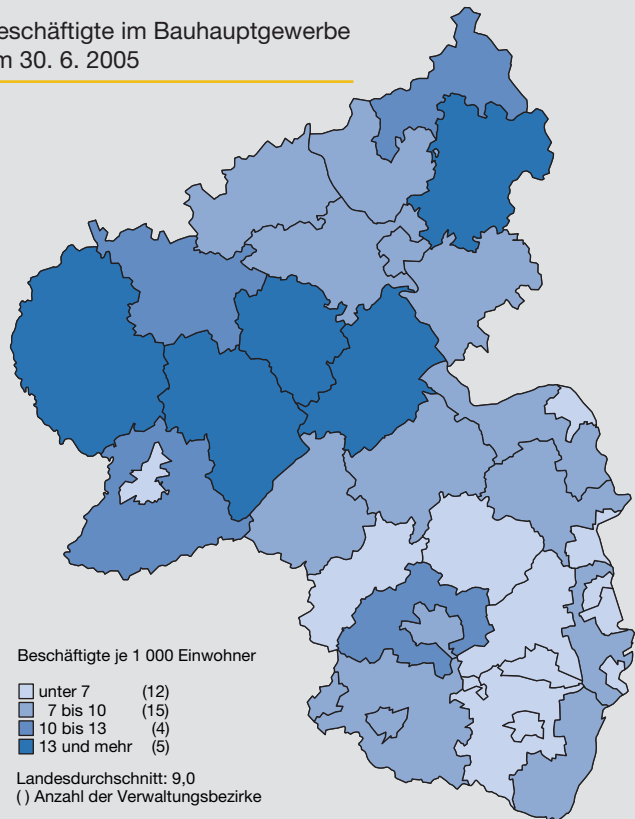 eschäftigte im Bauhauptgewerbe
m 30. 6. 2005
Beschäftigte je 1 000 Einwohner
unter 7 (12)
7 bis 10 (15)
10 bis 13 (4)
13 und mehr (5)
Landesdurchschnitt: 9,0
( ) Anzahl der Verwaltungsbezirke